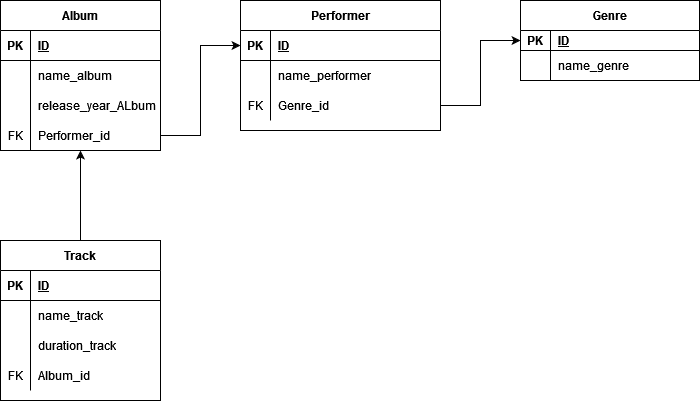 Album
PK ID
name_album
release_year_ALbum
FK Performer_id
Performer
PK ID
name_performer
FK Genre_id
Genre
PK ID
name_genre
Track
PK ID
name_track
duration_track
FK Album_id